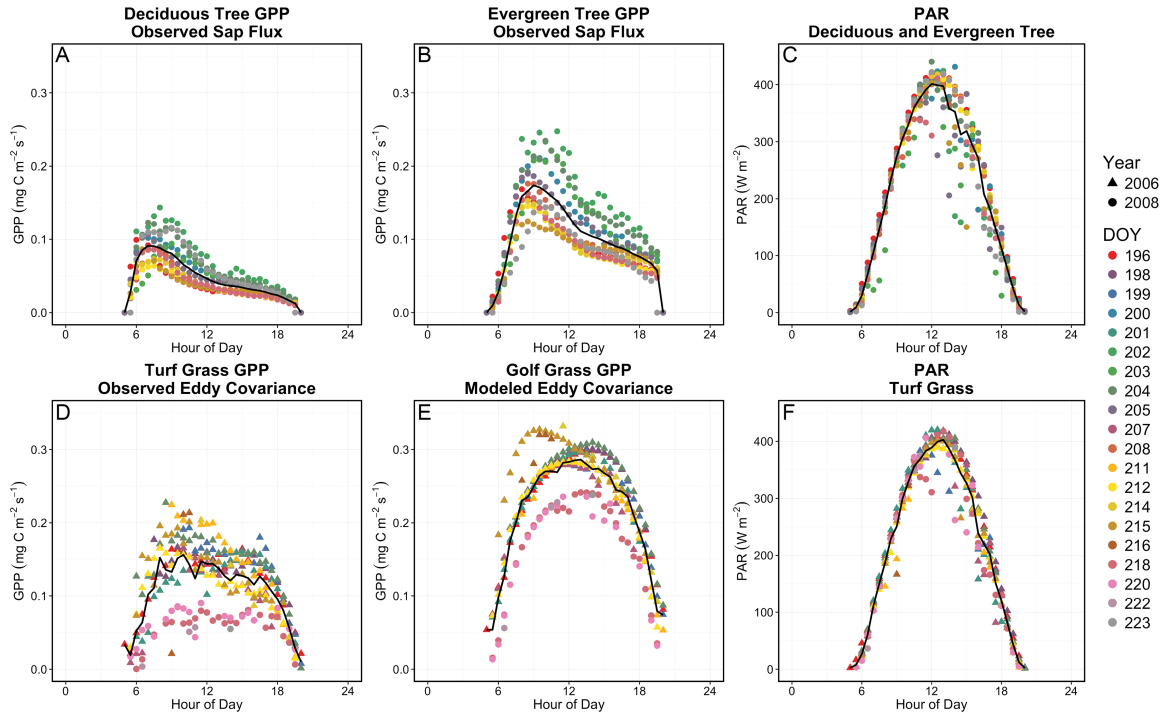 Deciduous Tree GPP
Observed Sap Flux
A
GPP (mg C m⁻² s⁻¹)
0.3
0.2
0.1
0.0
0 6 12 18 24
Hour of Day
Evergreen Tree GPP
Observed Sap Flux
B
GPP (mg C m⁻² s⁻¹)
0.3
0.2
0.1
0.0
0 6 12 18 24
Hour of Day
PAR
Deciduous and Evergreen Tree
C
PAR (W m⁻²)
400
300
200
100
0
0 6 12 18 24
Hour of Day
Turf Grass GPP
Observed Eddy Covariance
D
GPP (mg C m⁻² s⁻¹)
0.3
0.2
0.1
0.0
0 6 12 18 24
Hour of Day
Golf Grass GPP
Modeled Eddy Covariance
E
GPP (mg C m⁻² s⁻¹)
0.3
0.2
0.1
0.0
0 6 12 18 24
Hour of Day
PAR
Turf Grass
F
PAR (W m⁻²)
400
300
200
100
0
0 6 12 18 24
Hour of Day
Year
2006
2008
DOY
196
198
199
200
201
202
203
204
205
207
208
211
212
214
215
216
218
220
222
223